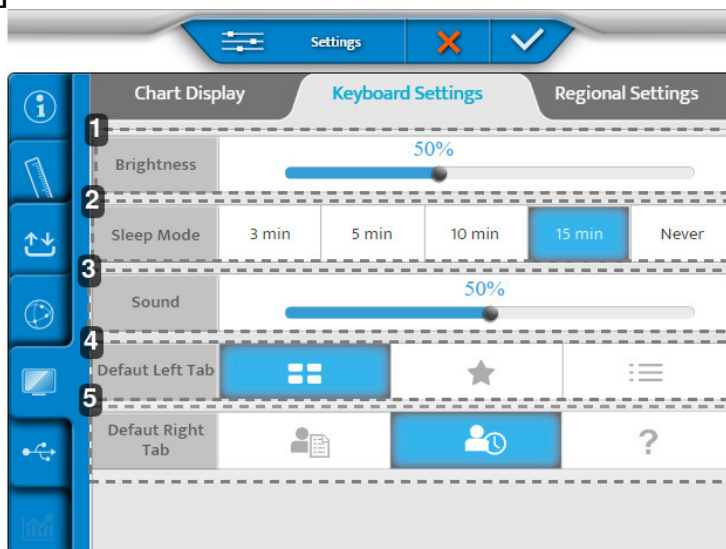 Settings
Chart Display Keyboard Settings Regional Settings
1
50%
Brightness
2
Sleep Mode 3 min 5 min 10 min 15 min Never
3
50%
Sound
4
Defaut Left Tab
5
Defaut Right
Tab
?